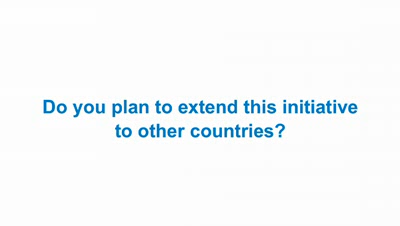 Do you plan to extend this initiative
to other countries?